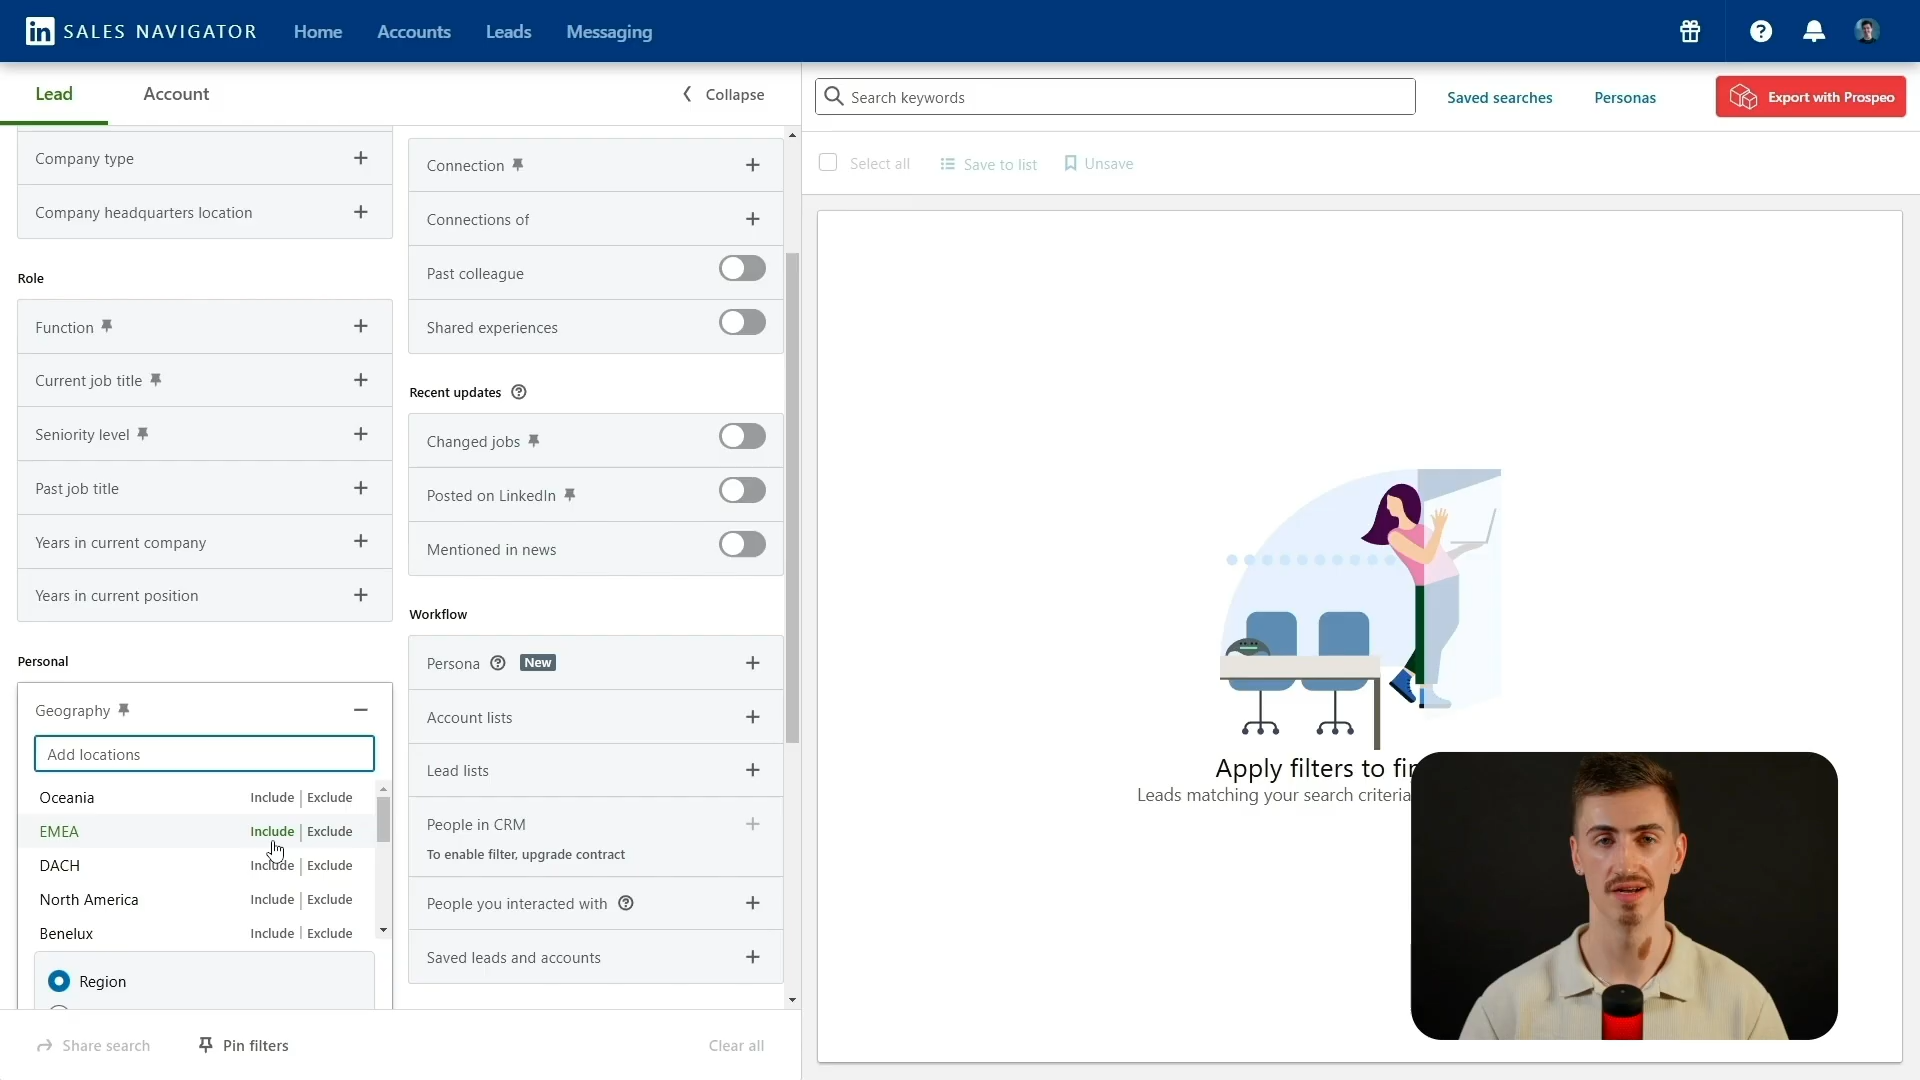 in SALES NAVIGATOR
Home
Accounts
Leads
Messaging
Lead
Account
Collapse
Search keywords
Saved searches
Personas
Export with Prospeo
Select all
Save to list
Unsave
Company type
Company headquarters location
Role
Function
Current job title
Seniority level
Past job title
Years in current company
Years in current position
Personal
Geography
Add locations
Oceania Include | Exclude
EMEA Include | Exclude
DACH Include | Exclude
North America Include | Exclude
Benelux Include | Exclude
Region
Connection
Connections of
Past colleague
Shared experiences
Recent updates
Changed jobs
Posted on LinkedIn
Mentioned in news
Workflow
Persona New
Account lists
Lead lists
People in CRM
To enable filter, upgrade contract
People you interacted with
Saved leads and accounts
Share search
Pin filters
Clear all
Apply filters to
Leads matching your search criteria